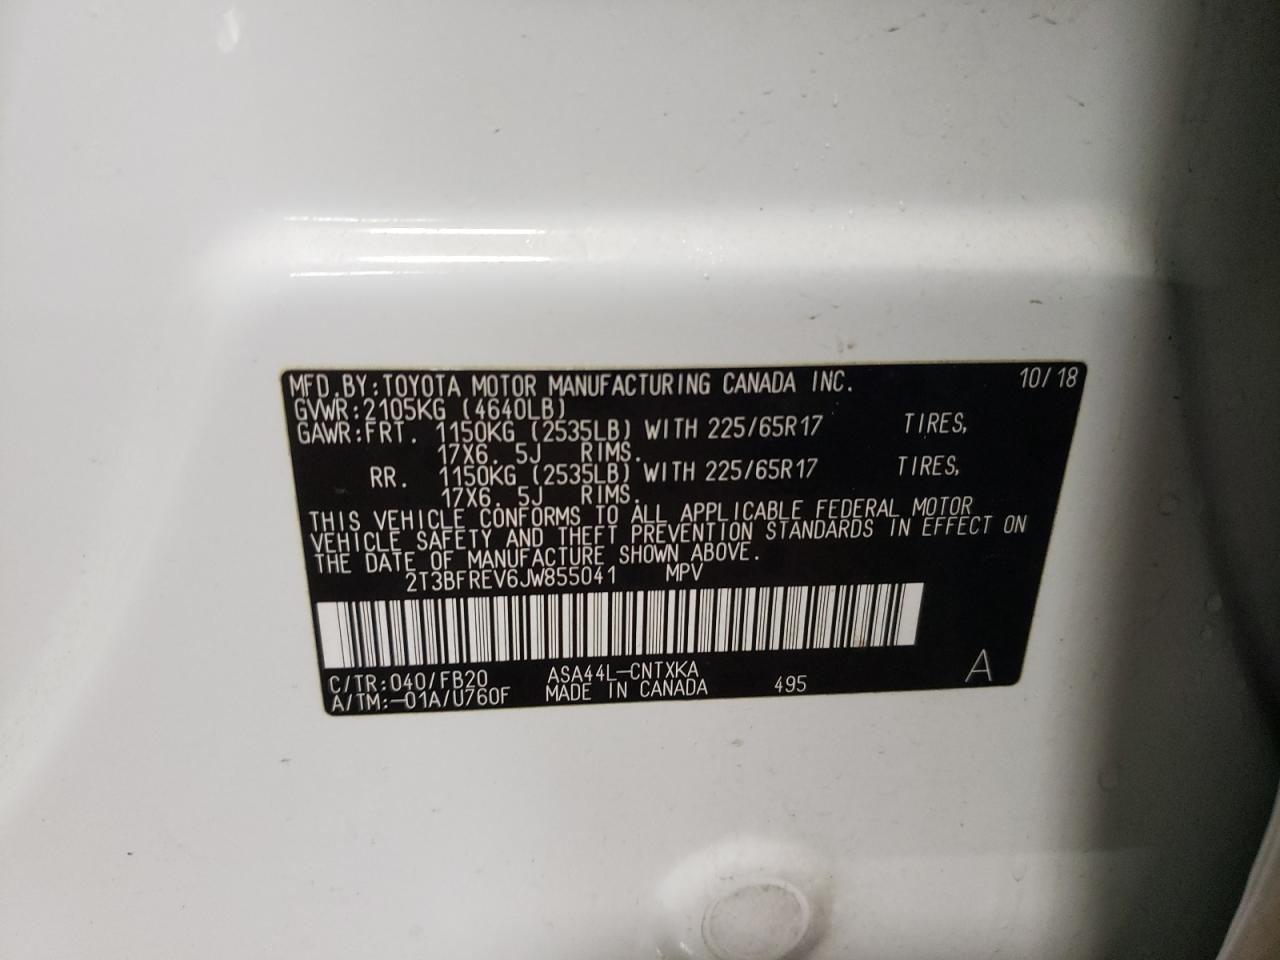 MFD.BY:TOYOTA MOTOR MANUFACTURING CANADA INC. 10/18
GVWR:2105KG (4640LB)
GAWR:FRT. 1150KG (2535LB) WITH 225/65R17 TIRES,
17X6. 5J RIMS.
RR. 1150KG (2535LB) WITH 225/65R17 TIRES,
17X6. 5J RIMS.
THIS VEHICLE CONFORMS TO ALL APPLICABLE FEDERAL MOTOR
VEHICLE SAFETY AND THEFT PREVENTION STANDARDS IN EFFECT ON
THE DATE OF MANUFACTURE SHOWN ABOVE.
2T3BFREV6JW855041 MPV
C/TR:040/FB20 ASA44L-CNTXKA
A/TM:-01A/U760F MADE IN CANADA 495 A